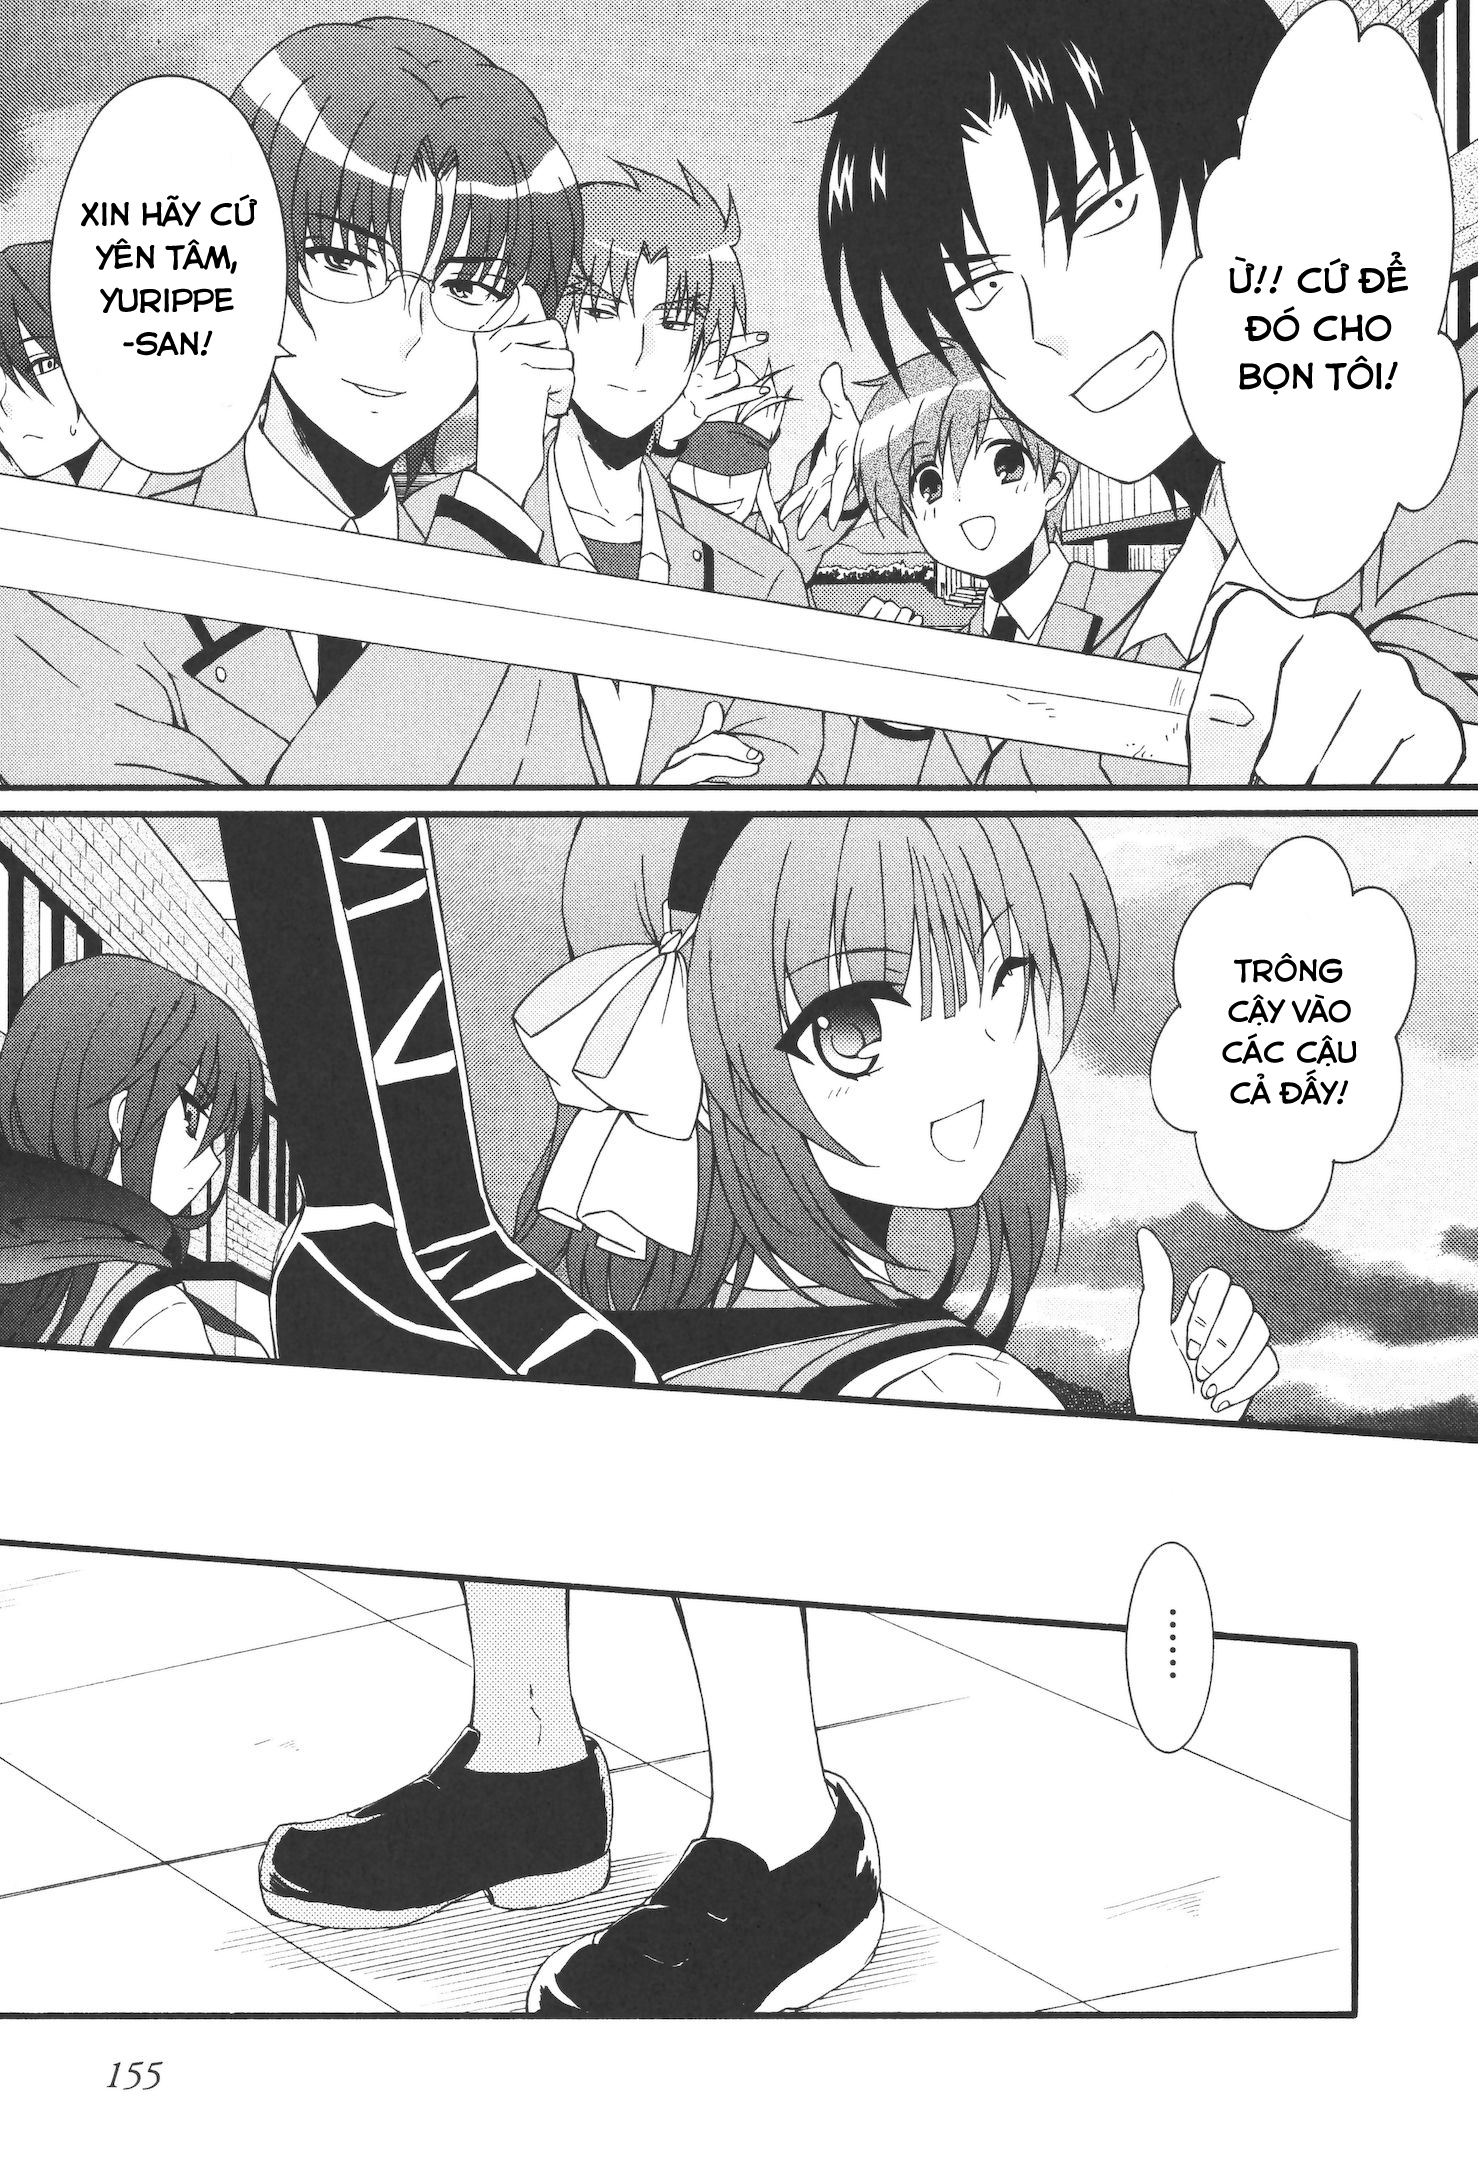 Ừ!! CỨ ĐỂ
ĐÓ CHO
BỌN TÔI!
XIN HÃY CỨ
YÊN TÂM,
YURIPPE
-SAN!
TRÔNG
CẬY VÀO
CÁC CẬU
CẢ ĐẤY!
.......
155